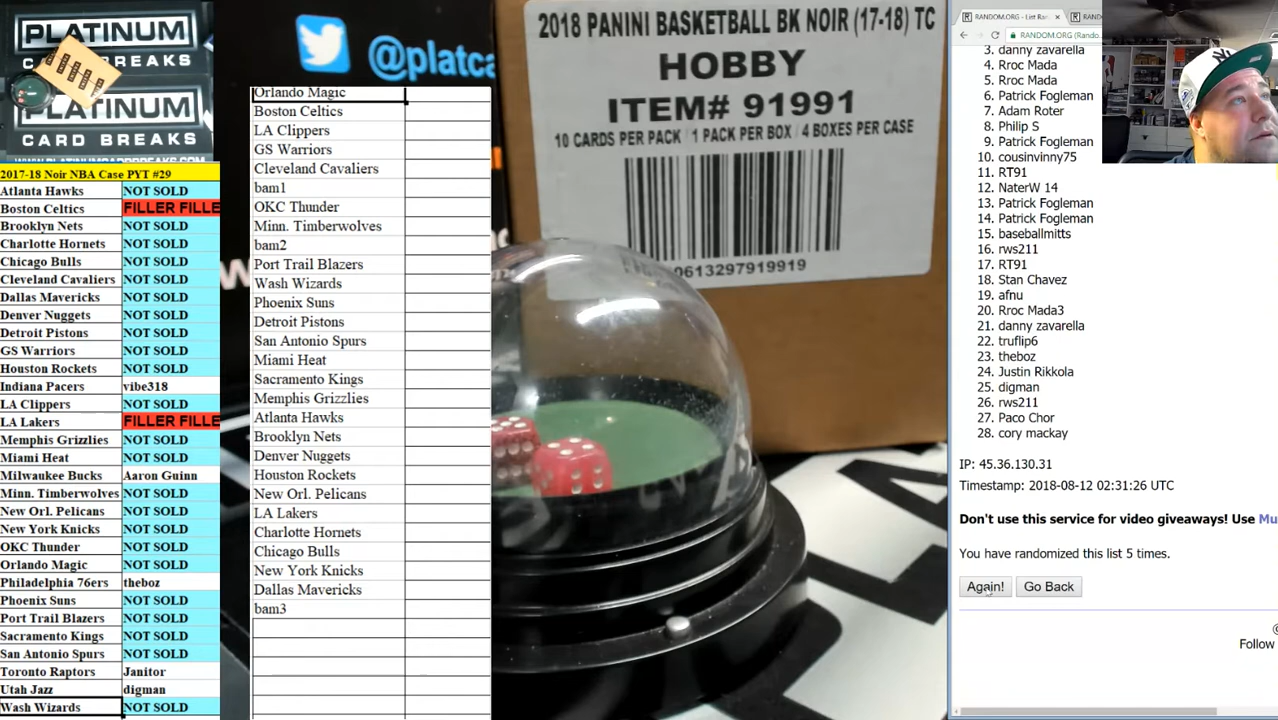 PLATINUM
CARD BREAKS
PLATINUM
CARD BREAKS
WWW.PLATINUMCARDBREAKS.COM
2017-18 Noir NBA Case PYT #29
Atlanta Hawks NOT SOLD
Boston Celtics FILLER FILLE
Brooklyn Nets NOT SOLD
Charlotte Hornets NOT SOLD
Chicago Bulls NOT SOLD
Cleveland Cavaliers NOT SOLD
Dallas Mavericks NOT SOLD
Denver Nuggets NOT SOLD
Detroit Pistons NOT SOLD
GS Warriors NOT SOLD
Houston Rockets NOT SOLD
Indiana Pacers vibe318
LA Clippers NOT SOLD
LA Lakers FILLER FILLE
Memphis Grizzlies NOT SOLD
Miami Heat NOT SOLD
Milwaukee Bucks Aaron Guinn
Minn. Timberwolves NOT SOLD
New Orl. Pelicans NOT SOLD
New York Knicks NOT SOLD
OKC Thunder NOT SOLD
Orlando Magic NOT SOLD
Philadelphia 76ers theboz
Phoenix Suns NOT SOLD
Port Trail Blazers NOT SOLD
Sacramento Kings NOT SOLD
San Antonio Spurs NOT SOLD
Toronto Raptors Janitor
Utah Jazz digman
Wash Wizards NOT SOLD
@platca
Orlando Magic
Boston Celtics
LA Clippers
GS Warriors
Cleveland Cavaliers
bam1
OKC Thunder
Minn. Timberwolves
bam2
Port Trail Blazers
Wash Wizards
Phoenix Suns
Detroit Pistons
San Antonio Spurs
Miami Heat
Sacramento Kings
Memphis Grizzlies
Atlanta Hawks
Brooklyn Nets
Denver Nuggets
Houston Rockets
New Orl. Pelicans
LA Lakers
Charlotte Hornets
Chicago Bulls
New York Knicks
Dallas Mavericks
bam3
2018 PANINI BASKETBALL BK NOIR (17-18) TC
HOBBY
ITEM# 91991
10 CARDS PER PACK / 1 PACK PER BOX / 4 BOXES PER CASE
0613297919919
RANDOM.ORG - List Ran
RANDO
RANDOM.ORG (Rando
3. danny zavarella
4. Rroc Mada
5. Rroc Mada
6. Patrick Fogleman
7. Adam Roter
8. Philip S
9. Patrick Fogleman
10. cousinvinny75
11. RT91
12. NaterW 14
13. Patrick Fogleman
14. Patrick Fogleman
15. baseballmitts
16. rws211
17. RT91
18. Stan Chavez
19. afnu
20. Rroc Mada3
21. danny zavarella
22. truflip6
23. theboz
24. Justin Rikkola
25. digman
26. rws211
27. Paco Chor
28. cory mackay
IP: 45.36.130.31
Timestamp: 2018-08-12 02:31:26 UTC
Don't use this service for video giveaways! Use Mu
You have randomized this list 5 times.
Again! Go Back
Follow